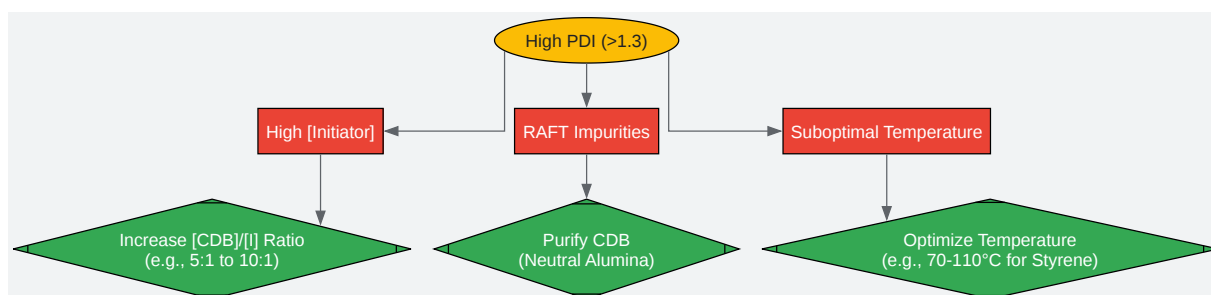 High PDI (>1.3)
High [Initiator]
RAFT Impurities
Suboptimal Temperature
Increase [CDB]/[I] Ratio
(e.g., 5:1 to 10:1)
Purify CDB
(Neutral Alumina)
Optimize Temperature
(e.g., 70-110°C for Styrene)